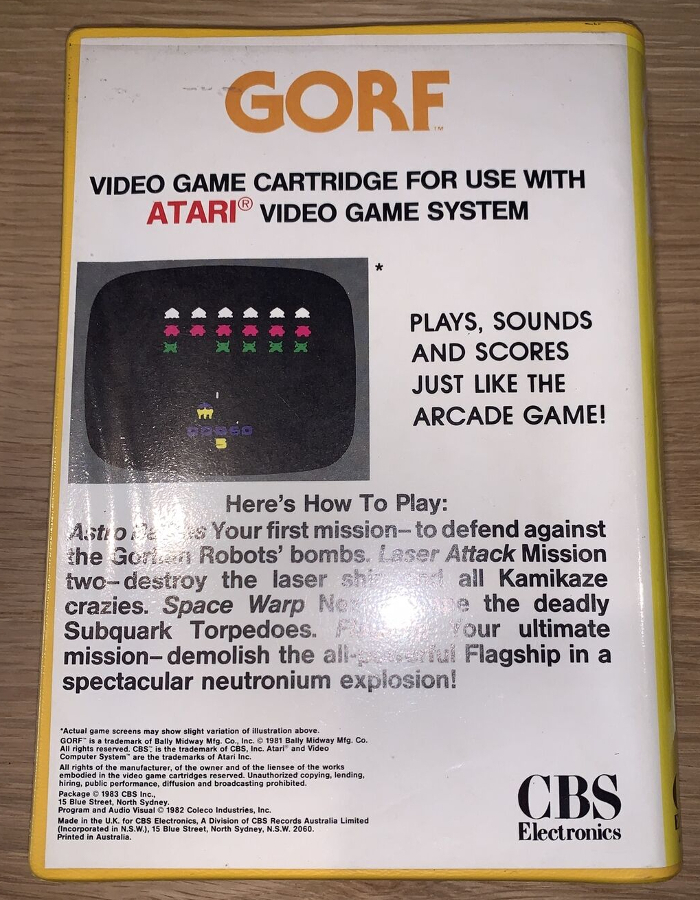 GORF™
VIDEO GAME CARTRIDGE FOR USE WITH
ATARI® VIDEO GAME SYSTEM
*
PLAYS, SOUNDS
AND SCORES
JUST LIKE THE
ARCADE GAME!
Here's How To Play:
Astro Your first mission–to defend against
the Gorfian Robots' bombs. Laser Attack Mission
two–destroy the laser ship and all Kamikaze
crazies. Space Warp the deadly
Subquark Torpedoes. Your ultimate
mission–demolish the all-powerful Flagship in a
spectacular neutronium explosion!
*Actual game screens may show slight variation of illustration above.
GORF™ is a trademark of Bally Midway Mfg. Co., Inc. © 1981 Bally Midway Mfg. Co.
All rights reserved. CBS™ is the trademark of CBS, Inc. Atari® and Video
Computer System™ are the trademarks of Atari Inc.
All rights of the manufacturer, of the owner and of the liensee of the works
embodied in the video game cartridges reserved. Unauthorized copying, lending,
hiring, public performance, diffusion and broadcasting prohibited.
Package © 1983 CBS Inc.,
15 Blue Street, North Sydney.
Program and Audio Visual © 1982 Coleco Industries, Inc.
Made in the U.K. for CBS Electronics, A Division of CBS Records Australia Limited
(Incorporated in N.S.W.), 15 Blue Street, North Sydney, N.S.W. 2060.
Printed in Australia.
CBS
Electronics